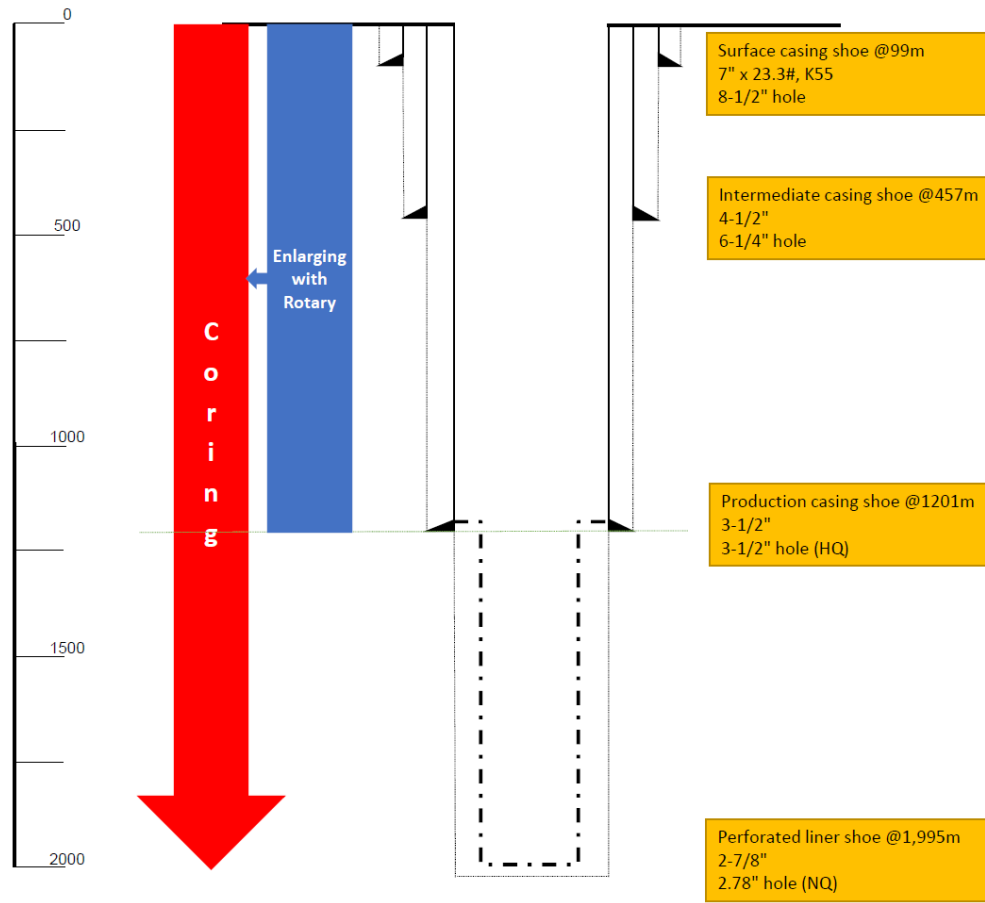 0
Surface casing shoe @99m
7" x 23.3#, K55
8-1/2" hole
Intermediate casing shoe @457m
4-1/2"
6-1/4" hole
500
Enlarging
with
Rotary
C
o
r
i
n
g
1000
Production casing shoe @1201m
3-1/2"
3-1/2" hole (HQ)
1500
Perforated liner shoe @1,995m
2-7/8"
2.78" hole (NQ)
2000